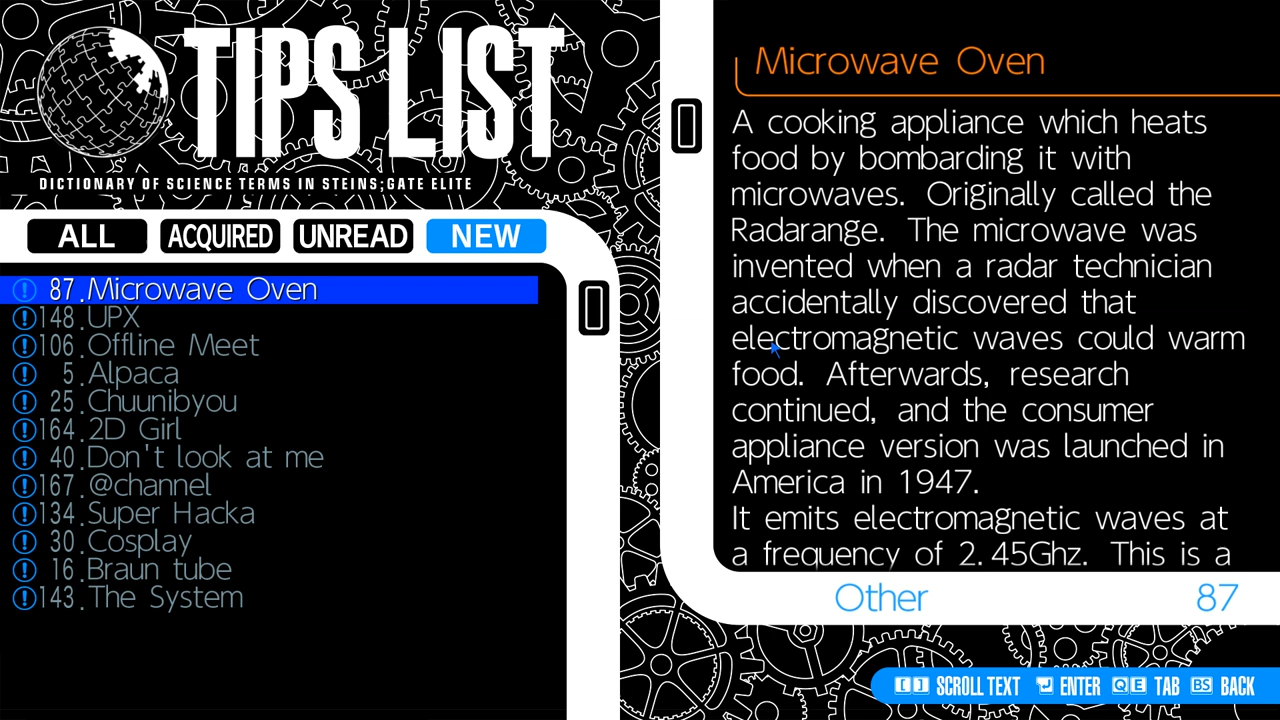 TIPS LIST
DICTIONARY OF SCIENCE TERMS IN STEINS;GATE ELITE
ALL ACQUIRED UNREAD NEW
87.Microwave Oven
148.UPX
106.Offline Meet
5.Alpaca
25.Chuunibyou
164.2D Girl
40.Don't look at me
167.@channel
134.Super Hacka
30.Cosplay
16.Braun tube
143.The System
Microwave Oven
A cooking appliance which heats
food by bombarding it with
microwaves. Originally called the
Radarange. The microwave was
invented when a radar technician
accidentally discovered that
electromagnetic waves could warm
food. Afterwards, research
continued, and the consumer
appliance version was launched in
America in 1947.
It emits electromagnetic waves at
a frequency of 2.45Ghz. This is a
Other 87
[ ] SCROLL TEXT ENTER Q E TAB BS BACK